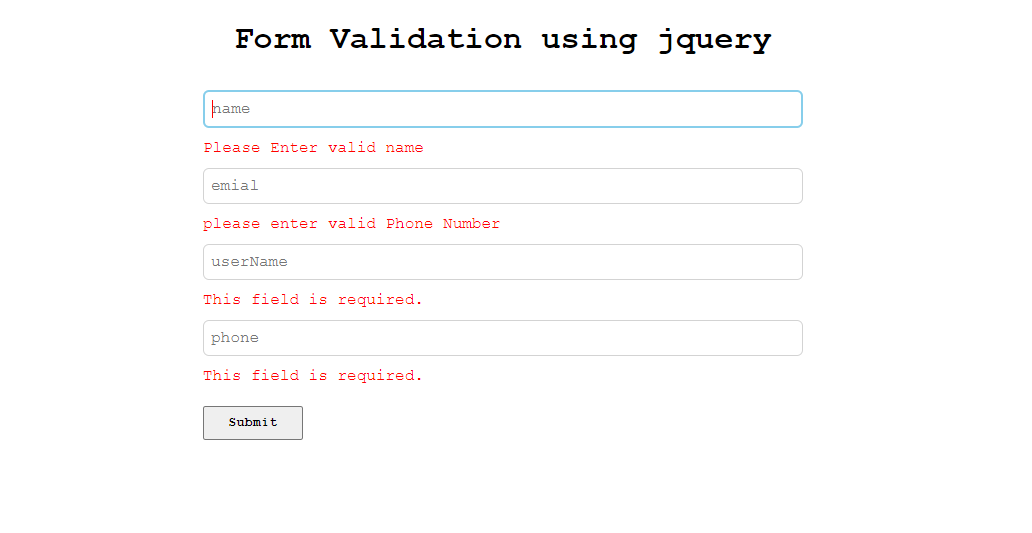 Form Validation using jquery
name
Please Enter valid name
emial
please enter valid Phone Number
userName
This field is required.
phone
This field is required.
Submit